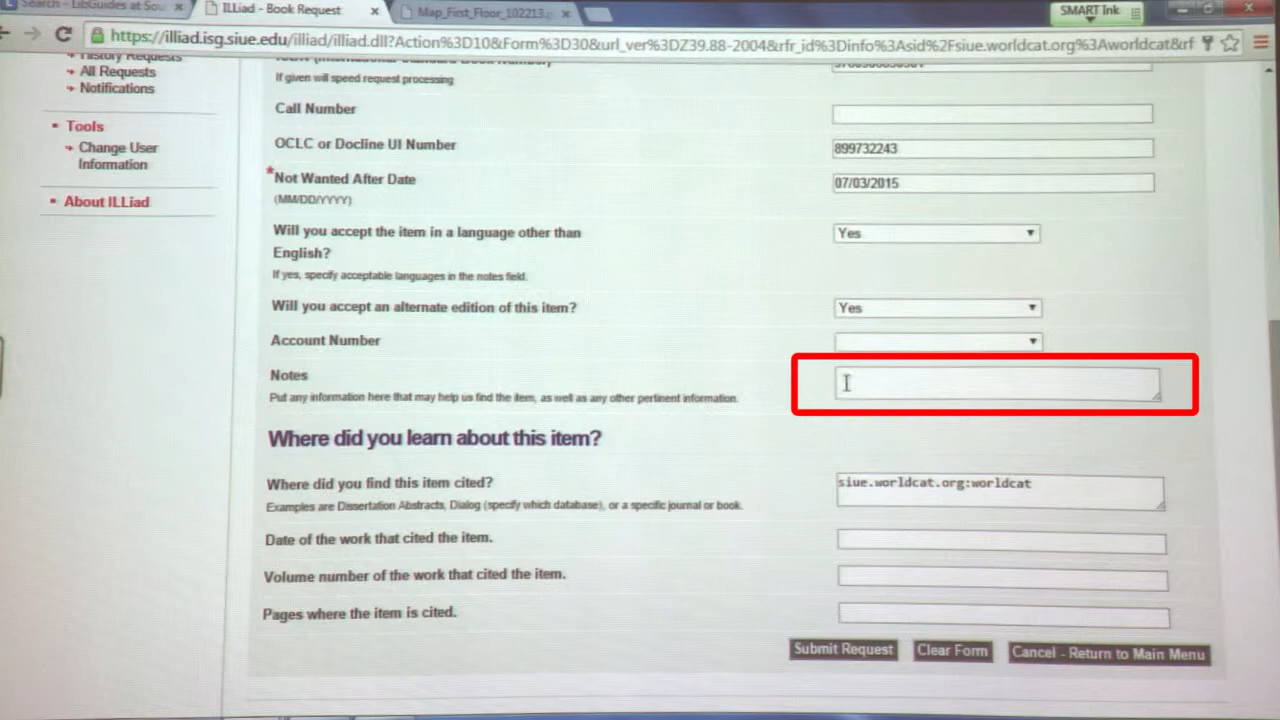 Search - LibGuides at Sou
ILLiad - Book Request
Map_First_Floor_102213.p
SMART Ink
https://illiad.isg.siue.edu/illiad/illiad.dll?Action%3D10&Form%3D30&url_ver%3DZ39.88-2004&rfr_id%3Dinfo%3Asid%2Fsiue.worldcat.org%3Aworldcat&rf
History Requests
All Requests
Notifications
Tools
Change User
Information
About ILLiad
If given will speed request processing
Call Number
OCLC or Docline UI Number
899732243
*Not Wanted After Date
(MM/DD/YYYY)
07/03/2015
Will you accept the item in a language other than
English?
Yes
If yes, specify acceptable languages in the notes field.
Will you accept an alternate edition of this item?
Yes
Account Number
Notes
Put any information here that may help us find the item, as well as any other pertinent information.
Where did you learn about this item?
Where did you find this item cited?
siue.worldcat.org:worldcat
Examples are Dissertation Abstracts, Dialog (specify which database), or a specific journal or book.
Date of the work that cited the item.
Volume number of the work that cited the item.
Pages where the item is cited.
Submit Request
Clear Form
Cancel - Return to Main Menu